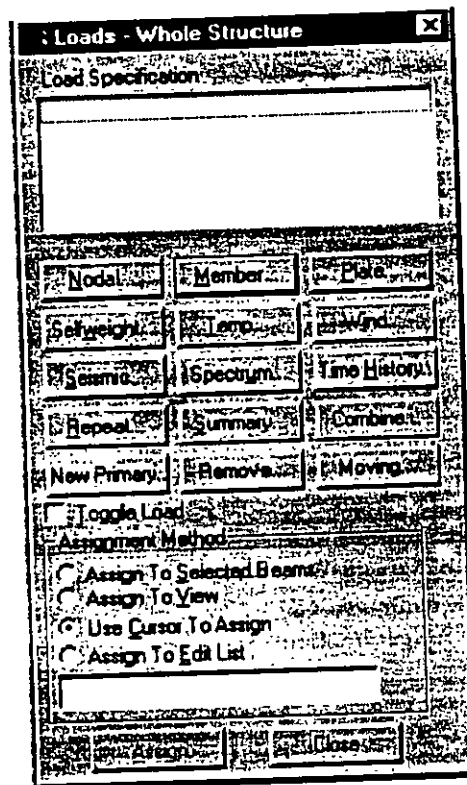 : Loads - Whole Structure
Load Specification
Nodal... Member... Plate...
Selfweight... Temp... Wind...
Seismic... Spectrum... Time History...
Repeat... Summary Combine...
New Primary... Remove... Moving...
Toggle Load
Assignment Method
Assign To Selected Beams
Assign To View
Use Cursor To Assign
Assign To Edit List
Assign Close